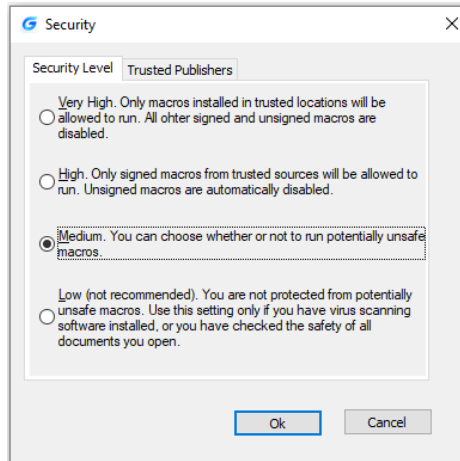 Security
Security Level Trusted Publishers
Very High. Only macros installed in trusted locations will be
allowed to run. All ohter signed and unsigned macros are
disabled.
High. Only signed macros from trusted sources will be allowed to
run. Unsigned macros are automatically disabled.
Medium. You can choose whether or not to run potentially unsafe
macros.
Low (not recommended). You are not protected from potentially
unsafe macros. Use this setting only if you have virus scanning
software installed, or you have checked the safety of all
documents you open.
Ok Cancel